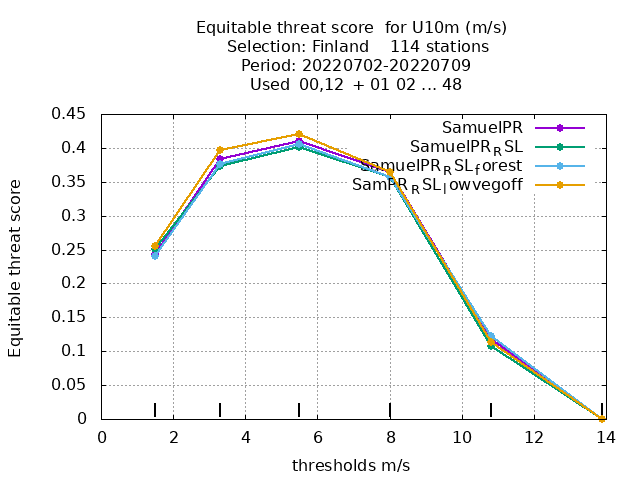 Equitable threat score for U10m (m/s)
Selection: Finland 114 stations
Period: 20220702-20220709
Used 00,12 + 01 02 ... 48
SamuelPR
SamuelPR_RSL
SamuelPR_RSL_forest
SamPR_RSL_lowvegoff
Equitable threat score
0.45
0.4
0.35
0.3
0.25
0.2
0.15
0.1
0.05
0
0 2 4 6 8 10 12 14
thresholds m/s